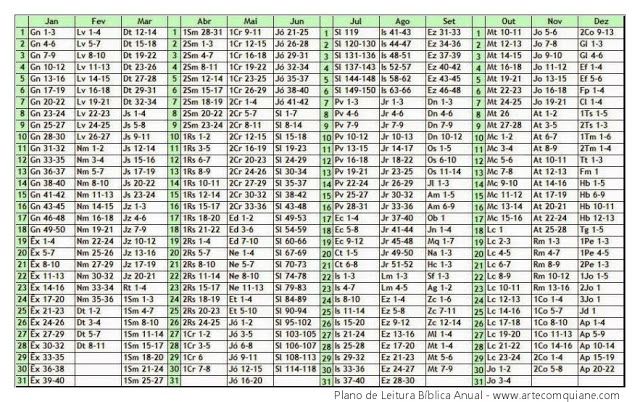 Jan Fev Mar Abr Mai Jun Jul Ago Set Out Nov Dez
1 Gn 1-3 Lv 1-4 Dt 12-14 1 1Sm 28-31 1Cr 9-11 Jó 21-25 1 Sl 119 Is 41-43 Ez 31-33 1 Mt 10-11 Jo 5-6 2Co 9-13
2 Gn 4-6 Lv 5-7 Dt 15-18 2 2Sm 1-3 1Cr 12-15 Jó 26-28 2 Sl 120-130 Is 44-47 Ez 34-36 2 Mt 12-13 Jo 7-8 Gl 1-3
3 Gn 7-9 Lv 8-10 Dt 19-22 3 2Sm 4-7 1Cr 16-18 Jó 29-31 3 Sl 131-136 Is 48-51 Ez 37-39 3 Mt 14-15 Jo 9-10 Gl 4-6
4 Gn 10-12 Lv 11-13 Dt 23-26 4 2Sm 8-11 1Cr 19-22 Jó 32-34 4 Sl 137-143 Is 52-57 Ez 40-42 4 Mt 16-18 Jo 11-12 Ef 1-4
5 Gn 13-16 Lv 14-15 Dt 27-28 5 2Sm 12-14 1Cr 23-25 Jó 35-37 5 Sl 144-148 Is 58-62 Ez 43-45 5 Mt 19-21 Jo 13-15 Ef 5-6
6 Gn 17-19 Lv 16-18 Dt 29-31 6 2Sm 15-17 1Cr 26-29 Jó 38-40 6 Sl 149-150 Is 63-66 Ez 46-48 6 Mt 22-23 Jo 16-18 Fp 1-4
7 Gn 20-22 Lv 19-21 Dt 32-34 7 2Sm 18-19 2Cr 1-4 Jó 41-42 7 Pv 1-3 Jr 1-3 Dn 1-3 7 Mt 24-25 Jo 19-21 Cl 1-4
8 Gn 23-24 Lv 22-23 Js 1-4 8 2Sm 20-22 2Cr 5-7 Sl 1-7 8 Pv 4-6 Jr 4-6 Dn 4-6 8 Mt 26 At 1-2 1Ts 1-5
9 Gn 25-27 Lv 24-25 Js 5-8 9 2Sm 23-24 2Cr 8-11 Sl 8-14 9 Pv 7-9 Jr 7-9 Dn 7-9 9 Mt 27-28 At 3-5 2Ts 1-3
10 Gn 28-30 Lv 26-27 Js 9-11 10 1Rs 1-2 2Cr 12-15 Sl 15-18 10 Pv 10-12 Jr 10-13 Dn 10-12 10 Mc 1-2 At 6-7 1Tm 1-4
11 Gn 31-33 Nm 1-2 Js 12-14 11 1Rs 3-5 2Cr 16-19 Sl 19-23 11 Pv 13-15 Jr 14-17 Os 1-5 11 Mc 3-4 At 8-9 2Tm 1-4
12 Gn 33-35 Nm 3-4 Js 15-16 12 1Rs 6-7 2Cr 20-23 Sl 24-29 12 Pv 16-18 Jr 18-22 Os 6-10 12 Mc 5-6 At 10-11 Tt 1-3
13 Gn 36-37 Nm 5-7 Js 17-19 13 1Rs 8-9 2Cr 24-26 Sl 30-34 13 Pv 19-21 Jr 23-25 Os 11-14 13 Mc 7-8 At 12-13 Fm 1
14 Gn 38-40 Nm 8-10 Js 20-22 14 1Rs 10-11 2Cr 27-29 Sl 35-37 14 Pv 22-24 Jr 26-29 Jl 1-3 14 Mc 9-10 At 14-16 Hb 1-5
15 Gn 41-42 Nm 11-13 Js 23-24 15 1Rs 12-14 2Cr 30-32 Sl 38-42 15 Pv 25-27 Jr 30-32 Am 1-5 15 Mc 11-12 At 17-19 Hb 6-9
16 Gn 43-45 Nm 14-15 Jz 1-3 16 1Rs 15-17 2Cr 33-36 Sl 43-48 16 Pv 28-31 Jr 33-36 Am 6-9 16 Mc 13-14 At 20-21 Hb 10-11
17 Gn 46-48 Nm 16-18 Jz 4-6 17 1Rs 18-20 Ed 1-2 Sl 49-53 17 Ec 1-4 Jr 37-40 Ob 1 17 Mc 15-16 At 22-24 Hb 12-13
18 Gn 49-50 Nm 19-21 Jz 7-9 18 1Rs 21-22 Ed 3-6 Sl 54-59 18 Ec 5-8 Jr 41-44 Jn 1-4 18 Lc 1 At 25-28 Tg 1-5
19 Êx 1-4 Nm 22-24 Jz 10-12 19 2Rs 1-4 Ed 7-10 Sl 60-66 19 Ec 9-12 Jr 45-48 Mq 1-7 19 Lc 2-3 Rm 1-3 1Pe 1-3
20 Êx 5-7 Nm 25-26 Jz 13-16 20 2Rs 5-7 Ne 1-4 Sl 67-69 20 Ct 1-5 Jr 49-50 Na 1-3 20 Lc 4-5 Rm 4-7 1Pe 4-5
21 Êx 8-10 Nm 27-29 Jz 17-19 21 2Rs 8-10 Ne 5-7 Sl 70-73 21 Ct 6-8 Jr 51-52 Hc 1-3 21 Lc 6-7 Rm 8-9 2Pe 1-3
22 Êx 11-13 Nm 30-32 Jz 20-21 22 2Rs 11-14 Ne 8-10 Sl 74-78 22 Is 1-3 Lm 1-3 Sf 1-3 22 Lc 8-9 Rm 10-12 1Jo 1-5
23 Êx 14-16 Nm 33-34 Rt 1-4 23 2Rs 15-17 Ne 11-13 Sl 79-83 23 Is 4-7 Lm 4-5 Ag 1-2 23 Lc 10-11 Rm 13-16 2Jo 1
24 Êx 17-20 Nm 35-36 1Sm 1-3 24 2Rs 18-19 Et 1-4 Sl 84-89 24 Is 8-10 Ez 1-4 Zc 1-6 24 Lc 12-13 1Co 1-4 3Jo 1
25 Êx 21-23 Dt 1-2 1Sm 4-7 25 2Rs 20-23 Et 5-10 Sl 90-94 25 Is 11-14 Ez 5-8 Zc 7-11 25 Lc 14-16 1Co 5-7 Jd 1
26 Êx 24-26 Dt 3-4 1Sm 8-10 26 2Rs 24-25 Jó 1-2 Sl 95-102 26 Is 15-20 Ez 9-12 Zc 12-14 26 Lc 17-18 1Co 8-10 Ap 1-4
27 Êx 27-29 Dt 5-7 1Sm 11-14 27 1Cr 1-2 Jó 3-5 Sl 103-105 27 Is 21-24 Ez 13-16 Ml 1-4 27 Lc 19-20 1Co 11-13 Ap 5-9
28 Êx 30-32 Dt 8-11 1Sm 15-17 28 1Cr 3-5 Jó 6-8 Sl 106-107 28 Is 25-28 Ez 17-20 Mt 1-4 28 Lc 21-22 1Co 14-16 Ap 10-14
29 Êx 33-35 1Sm 18-20 29 1Cr 6 Jó 9-11 Sl 108-113 29 Is 29-32 Ez 21-23 Mt 5-6 29 Lc 23-24 2Co 1-4 Ap 15-19
30 Êx 36-38 1Sm 21-24 30 1Cr 7-8 Jó 12-15 Sl 114-118 30 Is 33-36 Ez 24-27 Mt 7-9 30 Jo 1-2 2Co 5-8 Ap 20-22
31 Êx 39-40 1Sm 25-27 31 Jó 16-20 31 Is 37-40 Ez 28-30 31 Jo 3-4
Plano de Leitura Bíblica Anual - www.artecomquiane.com